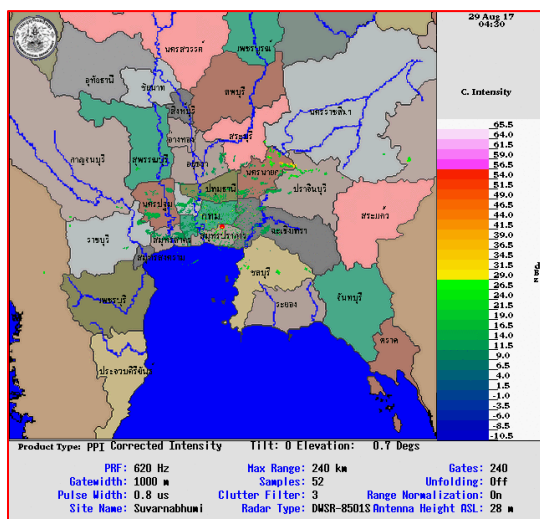 29 Aug 17
04:30
C. Intensity
นครสวรรค์
เพชรบูรณ์
อุทัยธานี
ชัยนาท
ลพบุรี
สิงห์บุรี
นครราชสีมา
อ่างทอง
สระบุรี
กาญจนบุรี
สุพรรณบุรี
อยุธยา
นครนายก
ปทุมธานี
ปราจีนบุรี
นครปฐม
กทม.
สระแก้ว
ราชบุรี
สมุทรสาคร
สมุทรปราการ
ฉะเชิงเทรา
สมุทรสงคราม
ชลบุรี
เพชรบุรี
ระยอง
จันทบุรี
ตราด
ประจวบคีรีขันธ์
65.5
64.0
61.5
59.0
56.5
54.0
51.5
49.0
46.5
44.0
41.5
39.0
36.5
34.0
31.5
29.0
26.5
24.0
21.5
19.0
16.5
14.0
11.5
9.0
6.5
4.0
1.5
-1.0
-3.5
-6.0
-8.5
-10.5
Product Type: PPI Corrected Intensity Tilt: 0 Elevation: 0.7 Degs
PRF: 620 Hz Max Range: 240 km Gates: 240
Gatewidth: 1000 m Samples: 52 Unfolding: Off
Pulse Width: 0.8 us Clutter Filter: 3 Range Normalization: On
Site Name: Suvarnabhumi Radar Type: DWSR-8501S Antenna Height ASL: 28 m